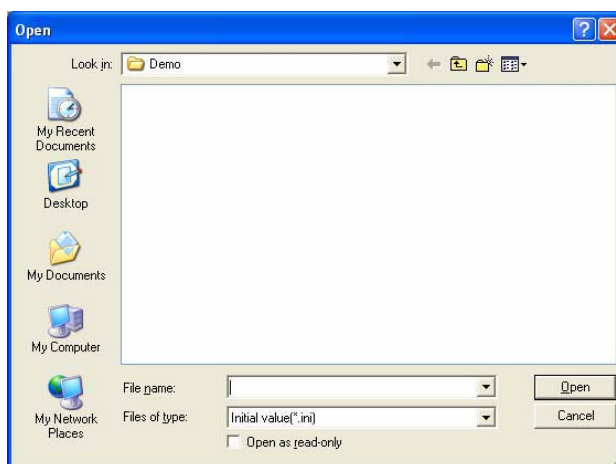 Open
Look in:
Demo
My Recent
Documents
Desktop
My Documents
My Computer
My Network
Places
File name:
Open
Files of type:
Initial value(*.ini)
Cancel
Open as read-only